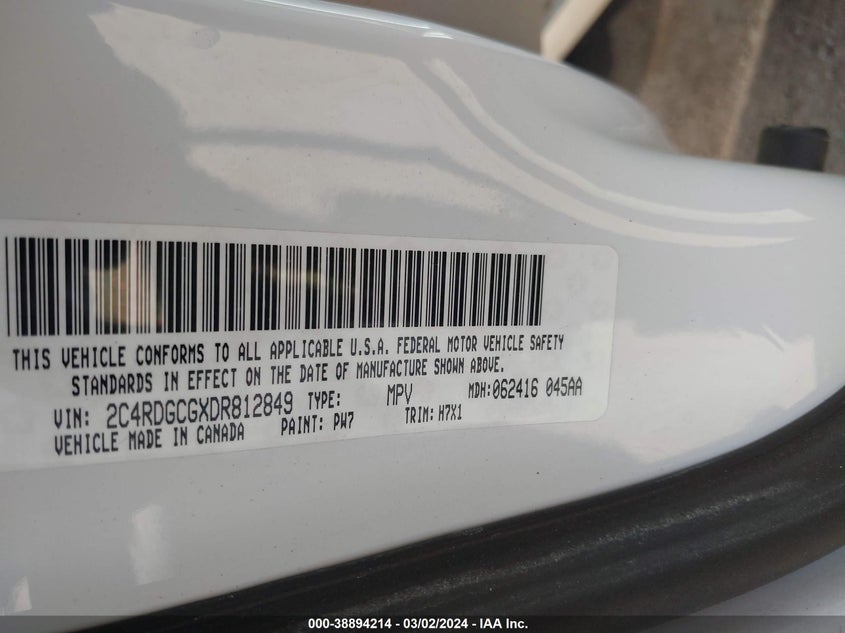 THIS VEHICLE CONFORMS TO ALL APPLICABLE U.S.A. FEDERAL MOTOR VEHICLE SAFETY
STANDARDS IN EFFECT ON THE DATE OF MANUFACTURE SHOWN ABOVE.
VIN: 2C4RDGCGXDR812849 TYPE: MPV MDH:062416 045AA
VEHICLE MADE IN CANADA PAINT: PW7 TRIM: H7X1
000-38894214 - 03/02/2024 - IAA Inc.